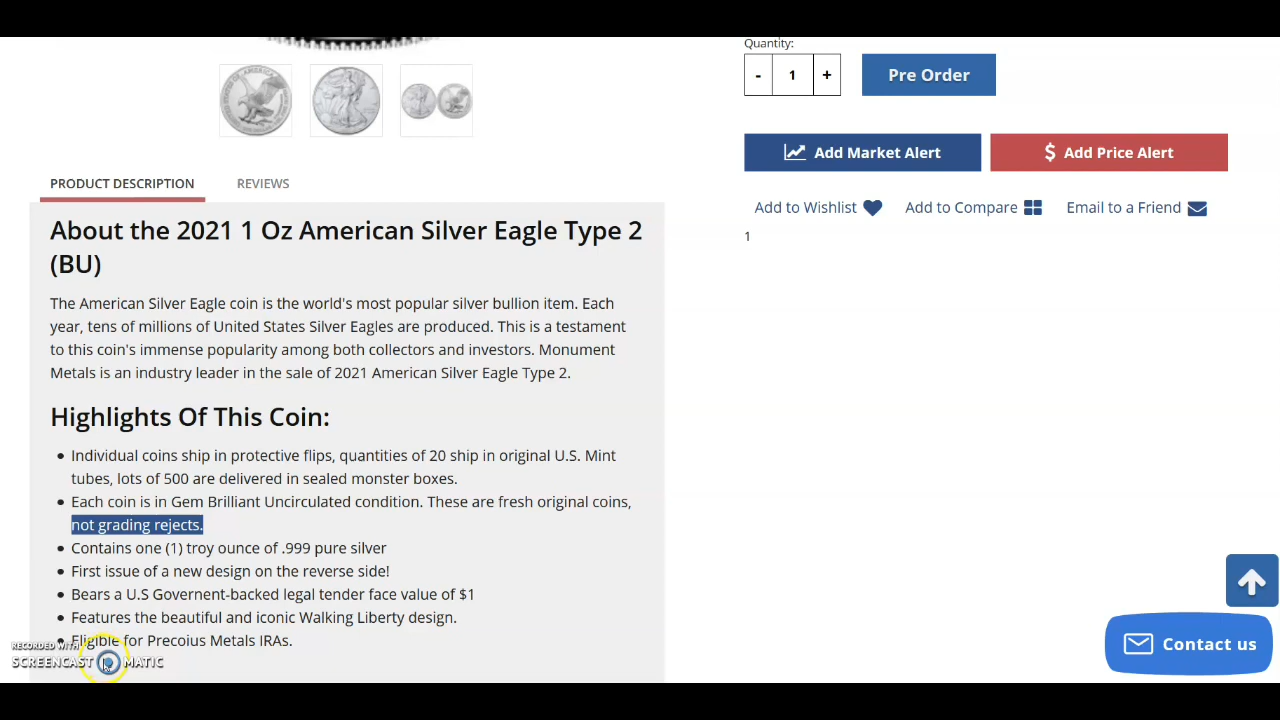 Quantity:
- 1 + Pre Order
Add Market Alert $ Add Price Alert
PRODUCT DESCRIPTION REVIEWS
Add to Wishlist Add to Compare Email to a Friend
1
About the 2021 1 Oz American Silver Eagle Type 2
(BU)
The American Silver Eagle coin is the world's most popular silver bullion item. Each
year, tens of millions of United States Silver Eagles are produced. This is a testament
to this coin's immense popularity among both collectors and investors. Monument
Metals is an industry leader in the sale of 2021 American Silver Eagle Type 2.
Highlights Of This Coin:
Individual coins ship in protective flips, quantities of 20 ship in original U.S. Mint
tubes, lots of 500 are delivered in sealed monster boxes.
Each coin is in Gem Brilliant Uncirculated condition. These are fresh original coins,
not grading rejects.
Contains one (1) troy ounce of .999 pure silver
First issue of a new design on the reverse side!
Bears a U.S Governent-backed legal tender face value of $1
Features the beautiful and iconic Walking Liberty design.
Eligible for Precoius Metals IRAs.
Contact us
RECORDED WITH
SCREENCAST MATIC